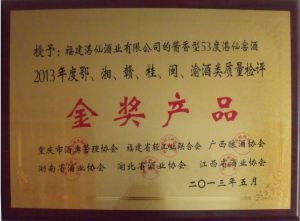 授予：福建湛仙酒业有限公司的酱香型53度湛仙窖酒
2013年度鄂、湘、赣、桂、闽、渝酒类质量检评
金奖产品
重庆市酒类管理协会 福建省轻工业联合会 广西酿酒协会
湖南省酒业协会 湖北省酒业协会 江西省酒业协会
二〇一三年五月